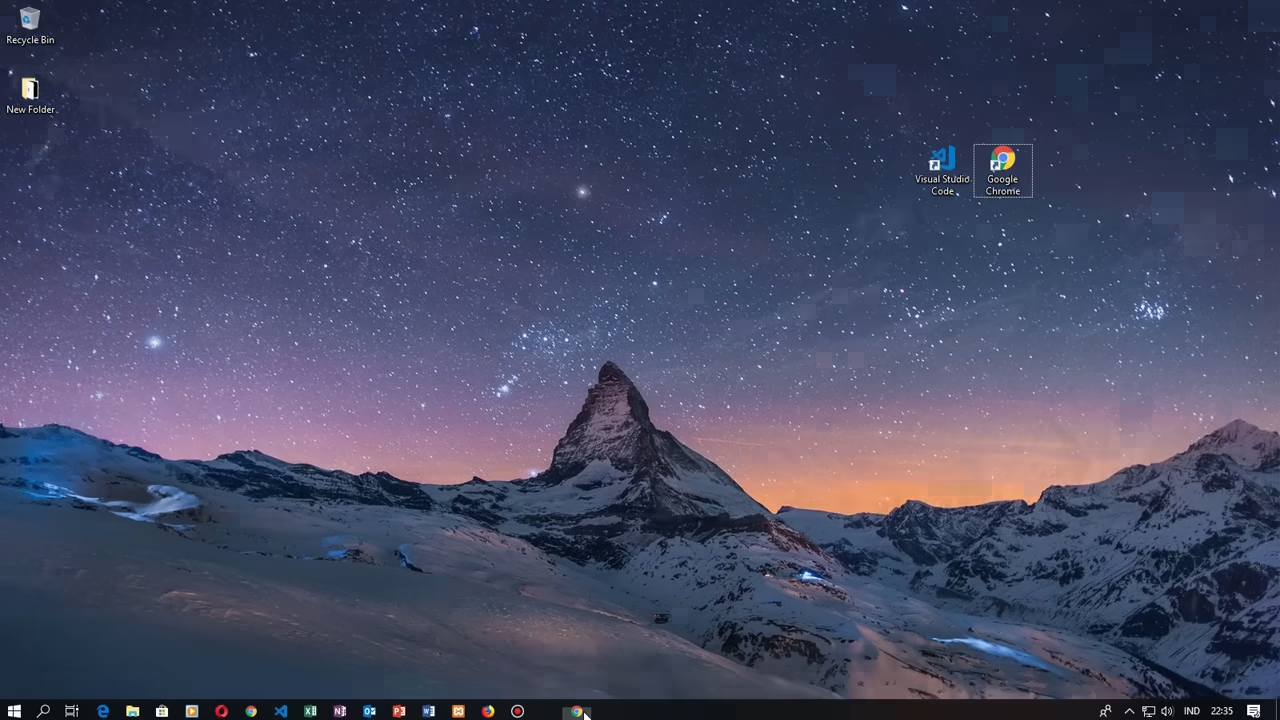 Recycle Bin
New Folder
Visual Studio
Code
Google
Chrome
IND
22:35